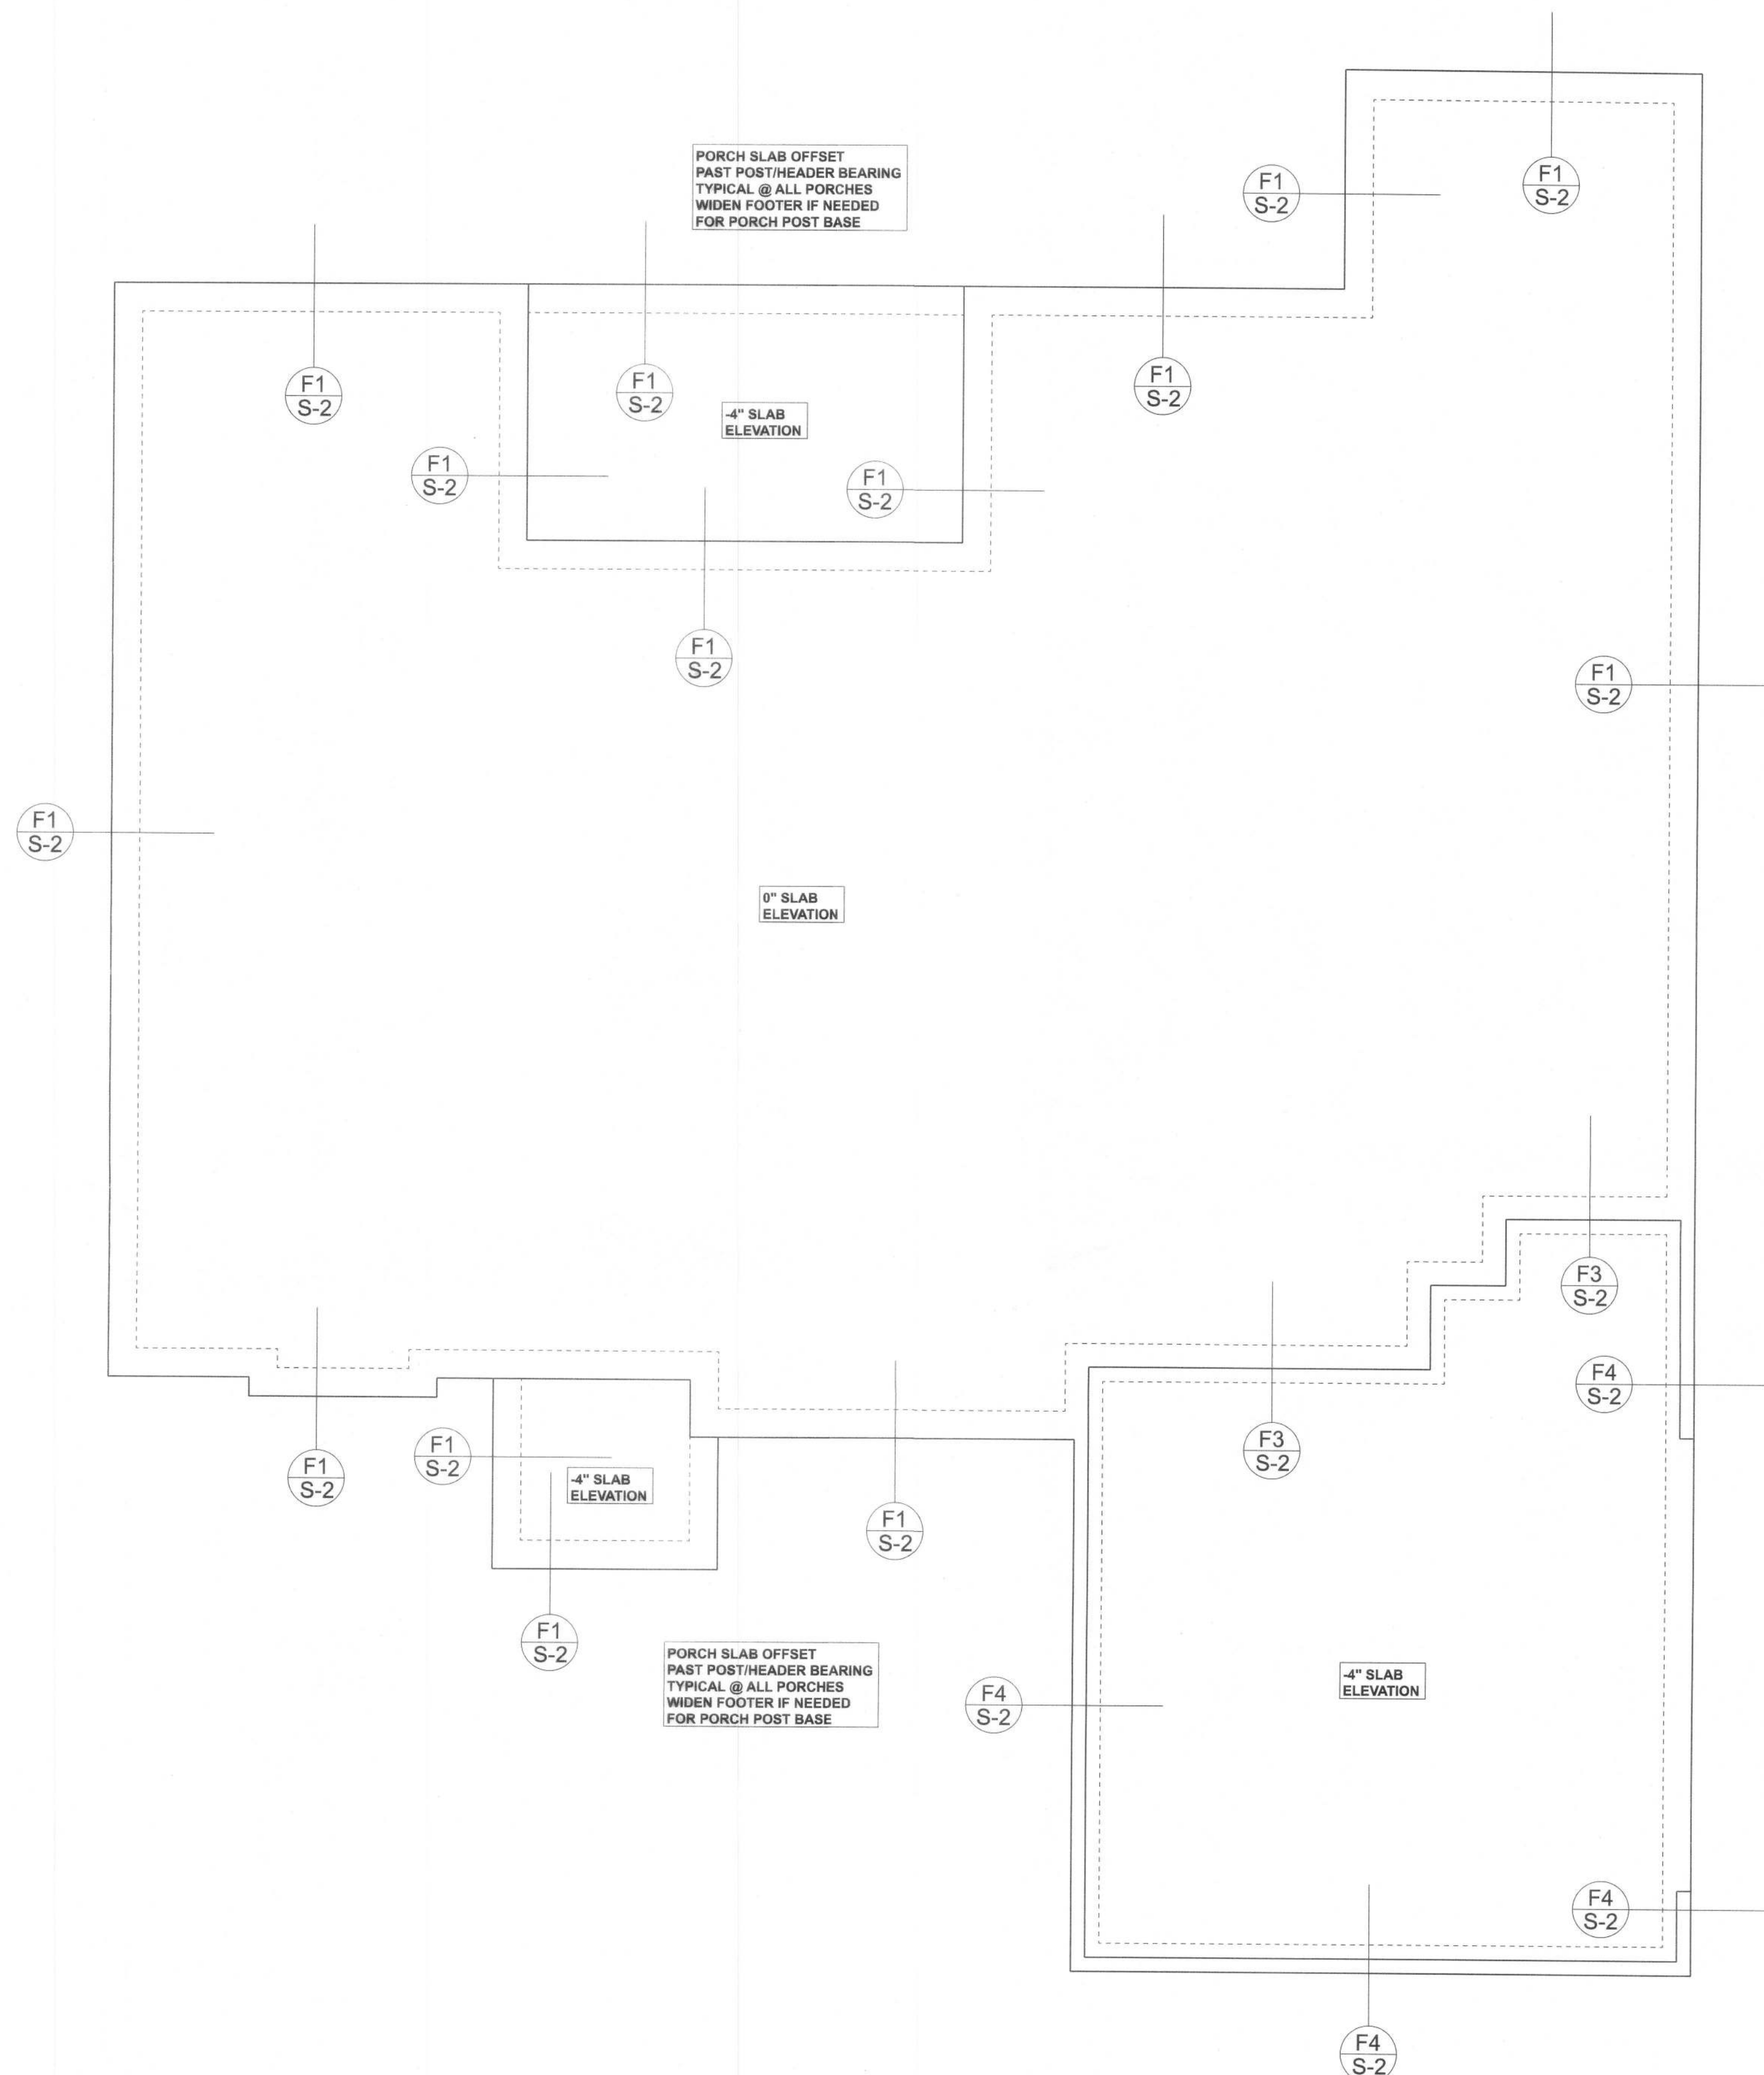 PORCH SLAB OFFSET
PAST POST/HEADER BEARING
TYPICAL @ ALL PORCHES
WIDEN FOOTER IF NEEDED
FOR PORCH POST BASE
F1
S-2
F1
S-2
F1
S-2
F1
S-2
F1
S-2
-4" SLAB
ELEVATION
F1
S-2
F1
S-2
F1
S-2
F1
S-2
F1
S-2
0" SLAB
ELEVATION
F3
S-2
F4
S-2
F3
S-2
F1
S-2
F1
S-2
-4" SLAB
ELEVATION
F1
S-2
F1
S-2
PORCH SLAB OFFSET
PAST POST/HEADER BEARING
TYPICAL @ ALL PORCHES
WIDEN FOOTER IF NEEDED
FOR PORCH POST BASE
F4
S-2
-4" SLAB
ELEVATION
F4
S-2
F4
S-2